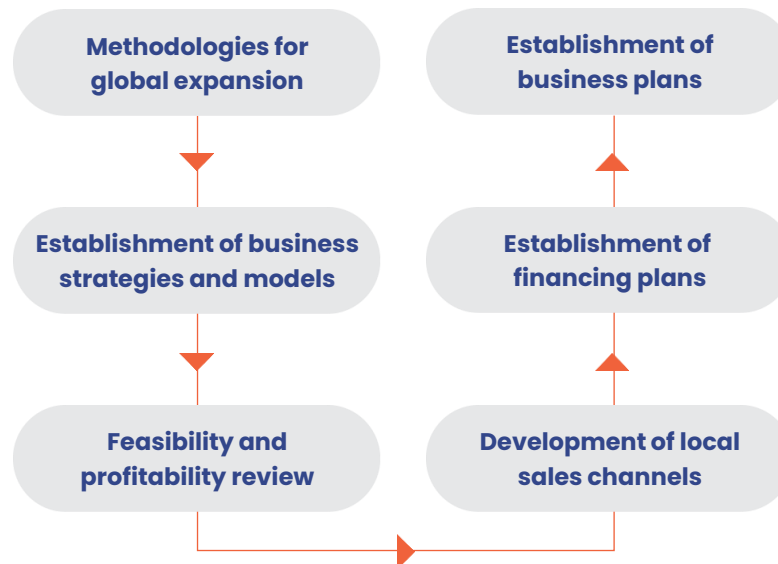 Methodologies for
global expansion
Establishment of business
strategies and models
Feasibility and
profitability review
Development of local
sales channels
Establishment of
financing plans
Establishment of
business plans